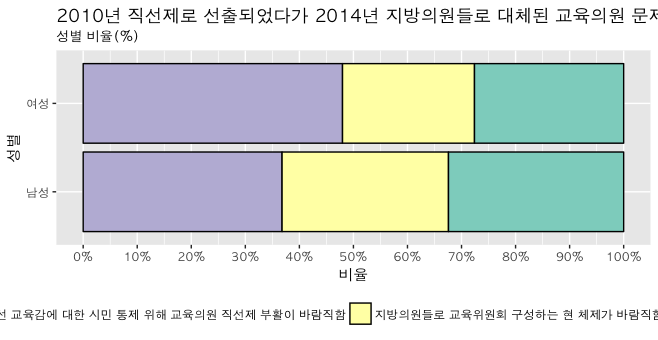 2010년 직선제로 선출되었다가 2014년 지방의원들로 대체된 교육의원 문제
성별 비율(%)
여성
성별
남성
0% 10% 20% 30% 40% 50% 60% 70% 80% 90% 100%
비율
선 교육감에 대한 시민 통제 위해 교육의원 직선제 부활이 바람직함 지방의원들로 교육위원회 구성하는 현 체제가 바람직함